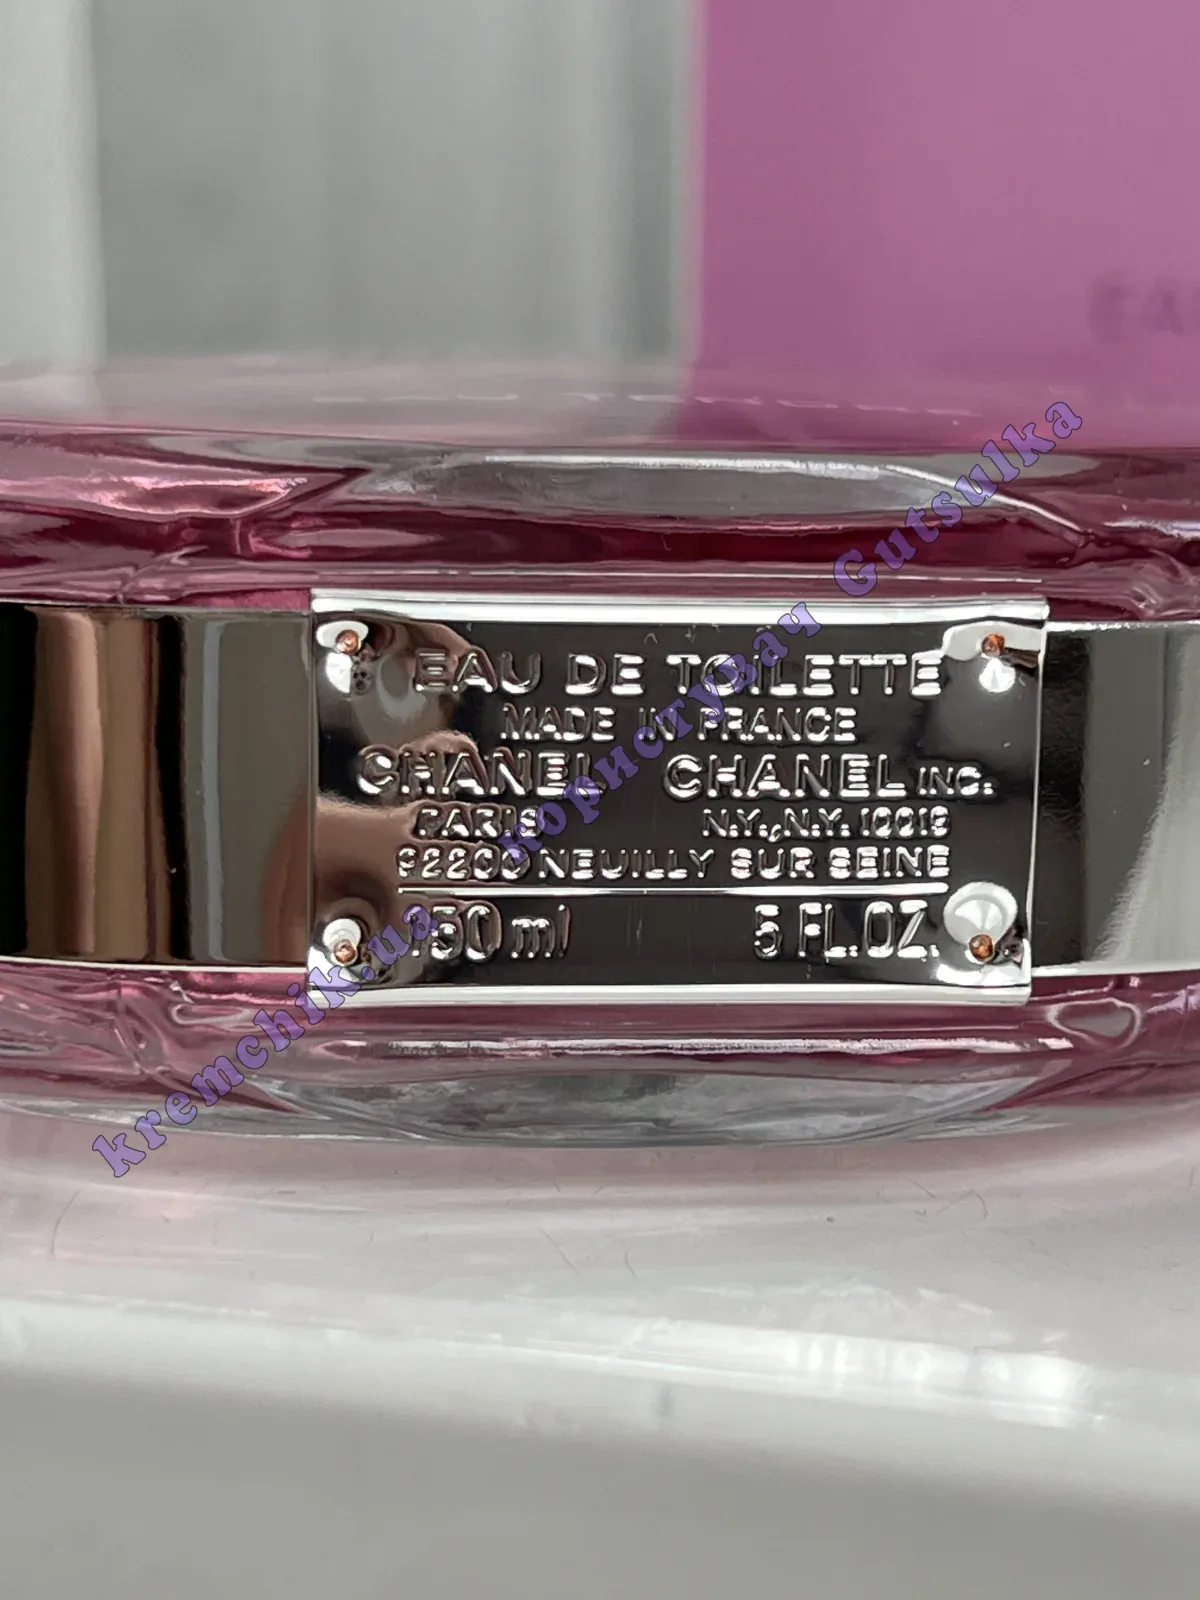 EA
EAU DE TOILETTE
MADE IN FRANCE
CHANEL CHANEL INC.
PARIS N.Y., N.Y. 10019
92200 NEUILLY SUR SEINE
150 ml 5 FL.OZ.
kremchik.ua користувач Gutsulka